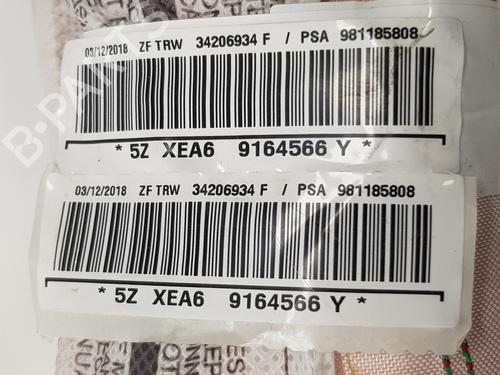 03/12/2018 ZF TRW 34206934 F / PSA 981185808
* 5Z XEA6 9164566 Y *
03/12/2018 ZF TRW 34206934 F / PSA 981185808
* 5Z XEA6 9164566 Y *
B-PARTS